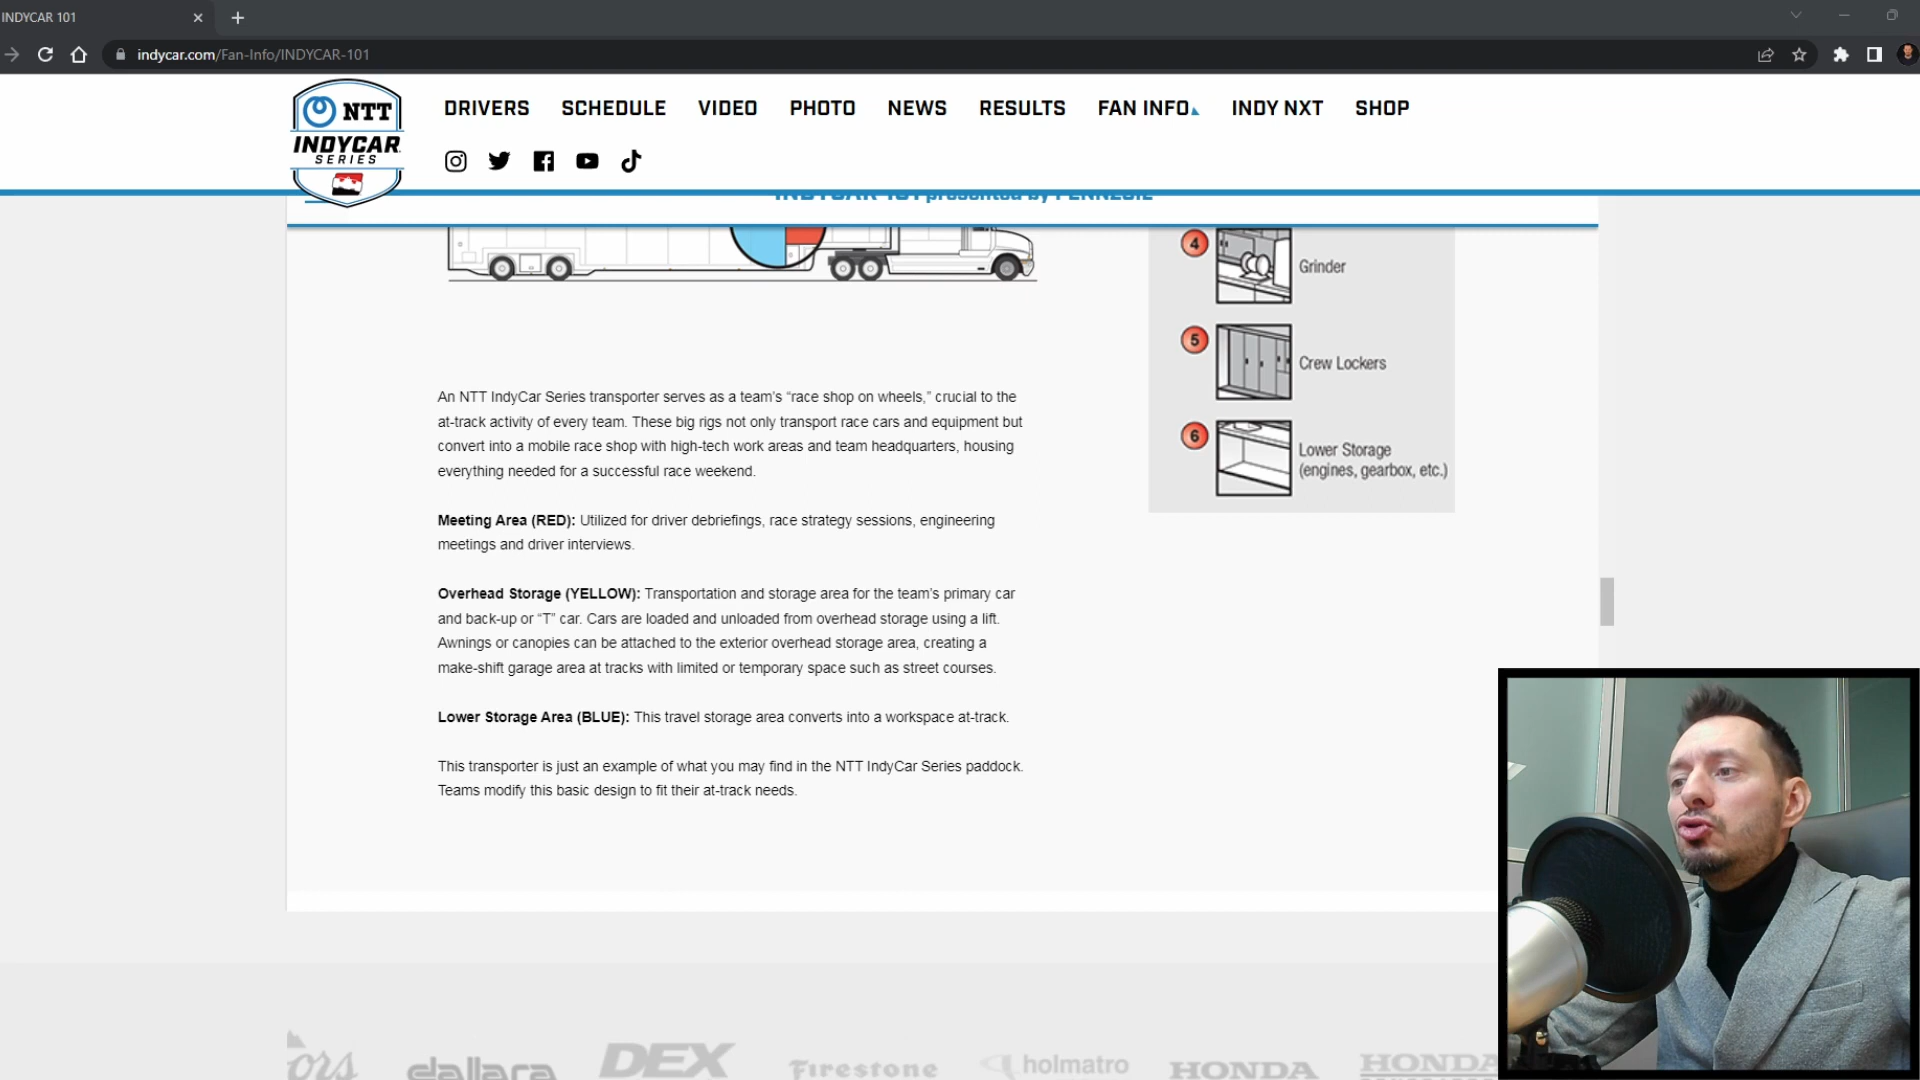 INDYCAR 101
indycar.com/Fan-Info/INDYCAR-101
NTT
INDYCAR
SERIES
DRIVERS SCHEDULE VIDEO PHOTO NEWS RESULTS FAN INFO INDY NXT SHOP
INDYCAR 101 presented by PENNZOIL
4 Grinder
5 Crew Lockers
6 Lower Storage
(engines, gearbox, etc.)
An NTT IndyCar Series transporter serves as a team's “race shop on wheels,” crucial to the
at-track activity of every team. These big rigs not only transport race cars and equipment but
convert into a mobile race shop with high-tech work areas and team headquarters, housing
everything needed for a successful race weekend.
Meeting Area (RED): Utilized for driver debriefings, race strategy sessions, engineering
meetings and driver interviews.
Overhead Storage (YELLOW): Transportation and storage area for the team's primary car
and back-up or “T” car. Cars are loaded and unloaded from overhead storage using a lift.
Awnings or canopies can be attached to the exterior overhead storage area, creating a
make-shift garage area at tracks with limited or temporary space such as street courses.
Lower Storage Area (BLUE): This travel storage area converts into a workspace at-track.
This transporter is just an example of what you may find in the NTT IndyCar Series paddock.
Teams modify this basic design to fit their at-track needs.
ors dallara DEX Firestone holmatro HONDA HONDA